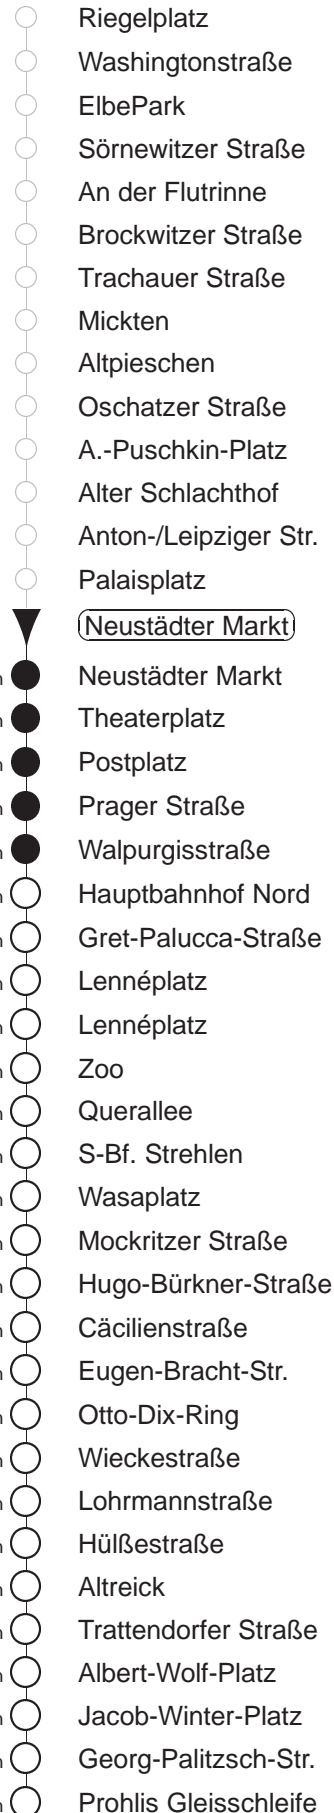 Riegelplatz
Washingtonstraße
ElbePark
Sörnewitzer Straße
An der Flutrinne
Brockwitzer Straße
Trachauer Straße
Mickten
Altpieschen
Oschatzer Straße
A.-Puschkin-Platz
Alter Schlachthof
Anton-/Leipziger Str.
Palaisplatz
Neustädter Markt
n Neustädter Markt
n Theaterplatz
n Postplatz
n Prager Straße
n Walpurgisstraße
n Hauptbahnhof Nord
n Gret-Palucca-Straße
n Lennéplatz
n Lennéplatz
n Zoo
n Querallee
n S-Bf. Strehlen
n Wasaplatz
n Mockritzer Straße
n Hugo-Bürkner-Straße
n Cäcilienstraße
n Eugen-Bracht-Str.
n Otto-Dix-Ring
n Wieckestraße
n Lohrmannstraße
n Hülßestraße
n Altreick
n Trattendorfer Straße
n Albert-Wolf-Platz
n Jacob-Winter-Platz
n Georg-Palitzsch-Str.
n Prohlis Gleisschleife